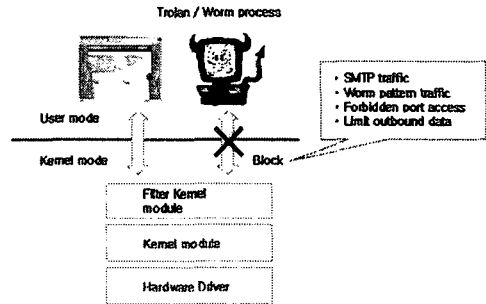 Trojan / Worm process
• SMTP traffic
• Worm pattern traffic
• Forbidden port access
• Limit outbound data
User mode
Kernel mode
Block
Filter Kernel
module
Kernel module
Hardware Driver